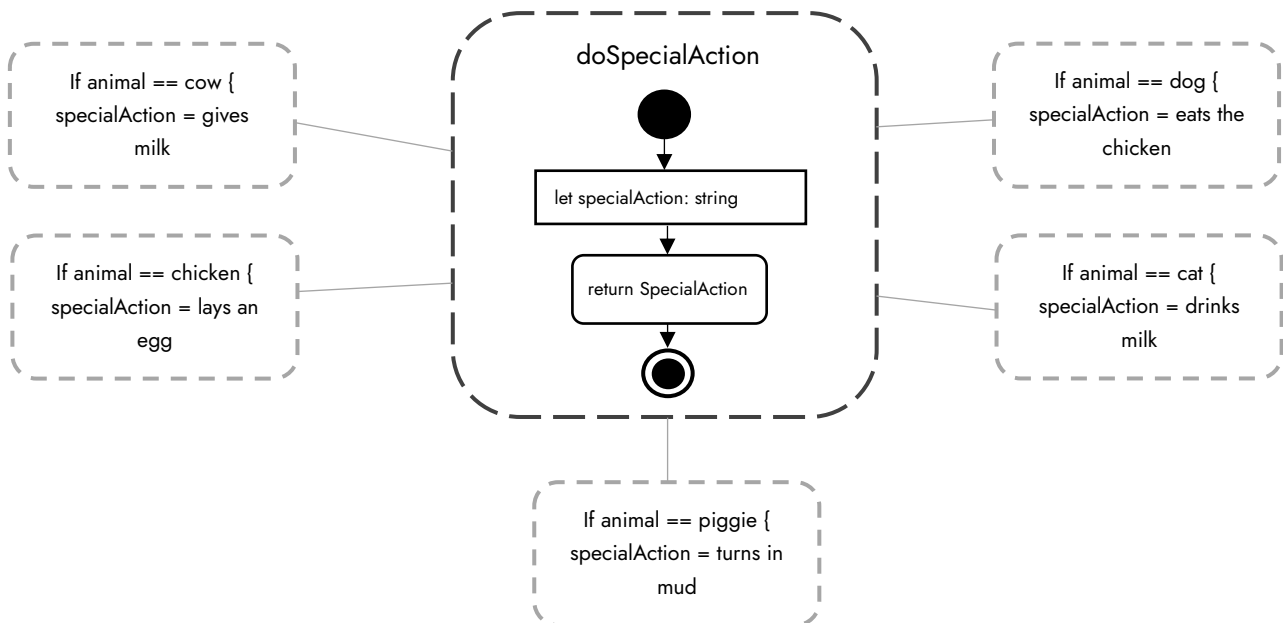 doSpecialAction
let specialAction: string
return SpecialAction
If animal == cow {
specialAction = gives
milk
If animal == chicken {
specialAction = lays an
egg
If animal == dog {
specialAction = eats the
chicken
If animal == cat {
specialAction = drinks
milk
If animal == piggie {
specialAction = turns in
mud